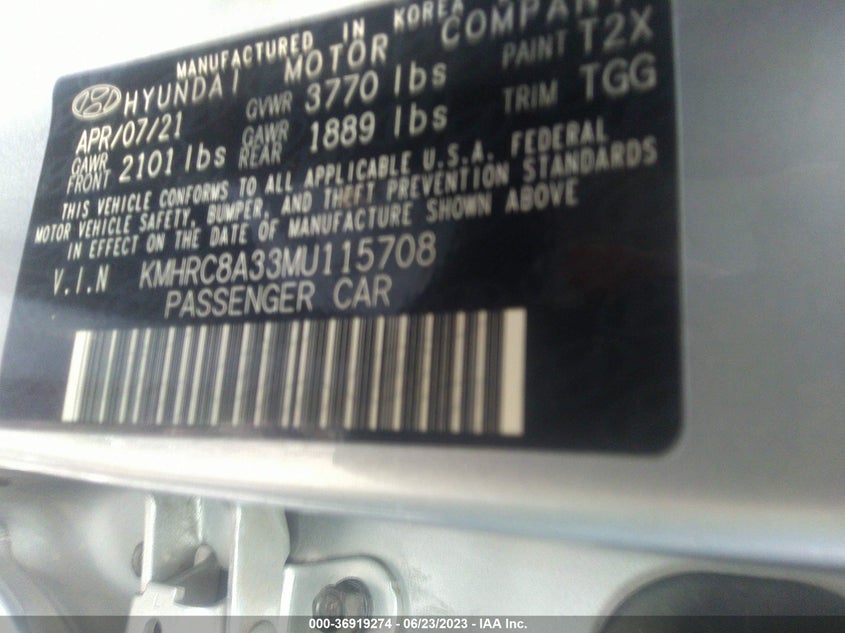 MANUFACTURED IN KOREA
HYUNDAI MOTOR COMPANY
APR/07/21 GVWR 3770 lbs PAINT T2X
GAWR FRONT 2101 lbs GAWR REAR 1889 lbs TRIM TGG
THIS VEHICLE CONFORMS TO ALL APPLICABLE U.S.A. FEDERAL
MOTOR VEHICLE SAFETY, BUMPER, AND THEFT PREVENTION STANDARDS
IN EFFECT ON THE DATE OF MANUFACTURE SHOWN ABOVE
V.I.N KMHRC8A33MU115708
PASSENGER CAR
000-36919274 - 06/23/2023 - IAA Inc.